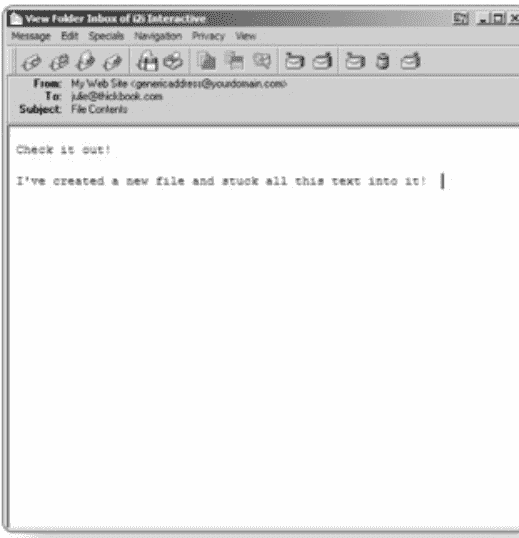 View Folder Inbox of i2i Interactive
Message Edit Specials Navigation Privacy View
From: My Web Site <genericaddress@yourdomain.com>
To: julie@thickbook.com
Subject: File Contents
Check it out!
I've created a new file and stuck all this text into it!